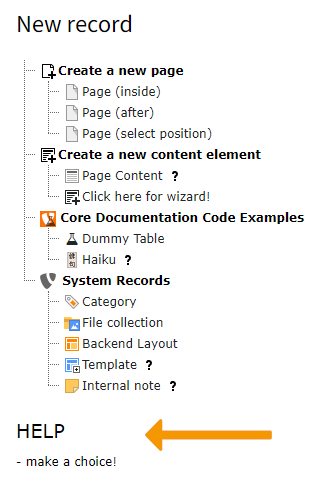 New record
Create a new page
Page (inside)
Page (after)
Page (select position)
Create a new content element
Page Content ?
Click here for wizard!
Core Documentation Code Examples
Dummy Table
俳句 Haiku ?
System Records
Category
File collection
Backend Layout
Template ?
Internal note ?
HELP
- make a choice!